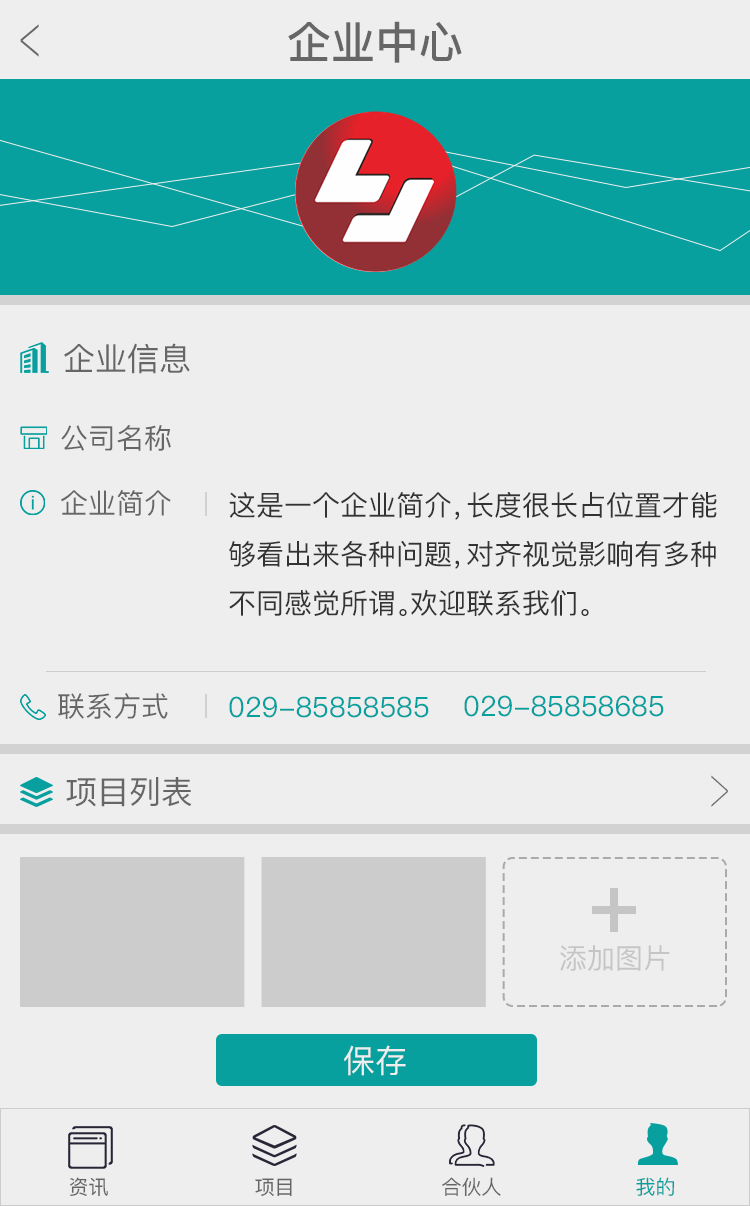 企业中心
企业信息
公司名称
企业简介
这是一个企业简介，长度很长占位置才能
够看出来各种问题，对齐视觉影响有多种
不同感觉所谓。欢迎联系我们。
联系方式
029-85858585 029-85858685
项目列表
添加图片
保存
资讯 项目 合伙人 我的